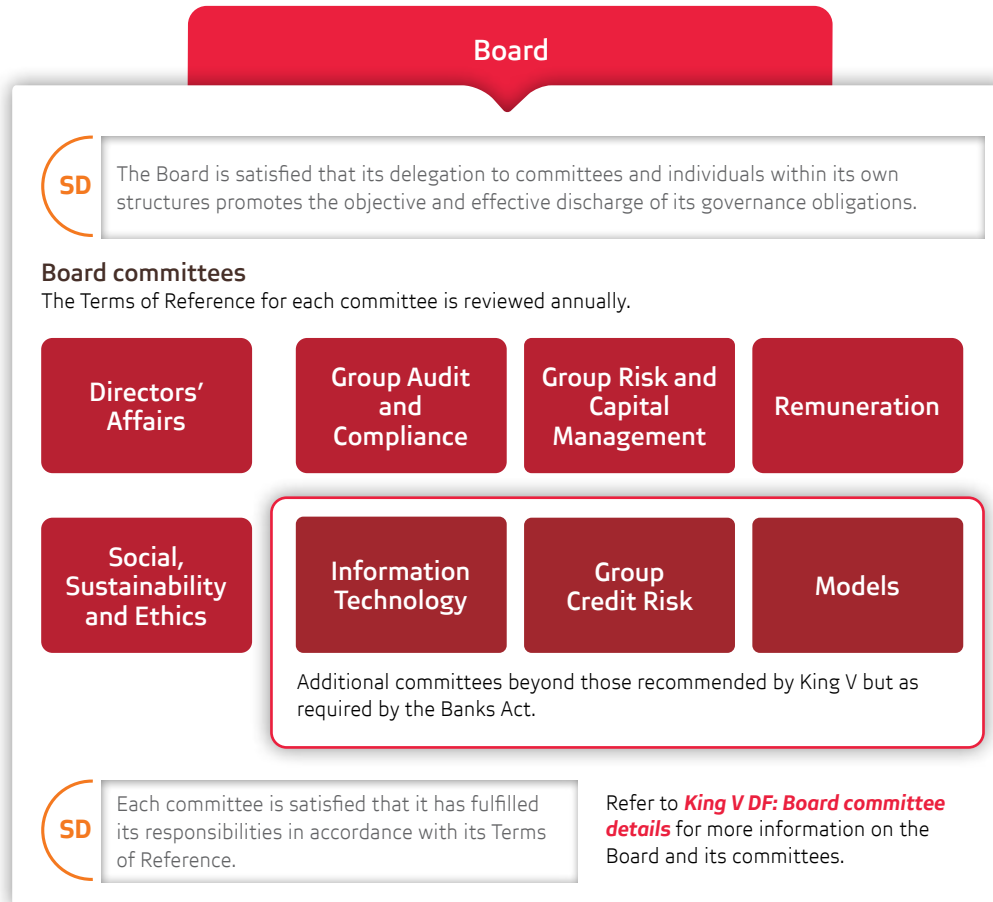 Board
SD
The Board is satisfied that its delegation to committees and individuals within its own
structures promotes the objective and effective discharge of its governance obligations.
Board committees
The Terms of Reference for each committee is reviewed annually.
Directors’
Affairs
Group Audit
and
Compliance
Group Risk and
Capital
Management
Remuneration
Social,
Sustainability
and Ethics
Information
Technology
Group
Credit Risk
Models
Additional committees beyond those recommended by King V but as
required by the Banks Act.
SD
Each committee is satisfied that it has fulfilled
its responsibilities in accordance with its Terms
of Reference.
Refer to King V DF: Board committee
details for more information on the
Board and its committees.